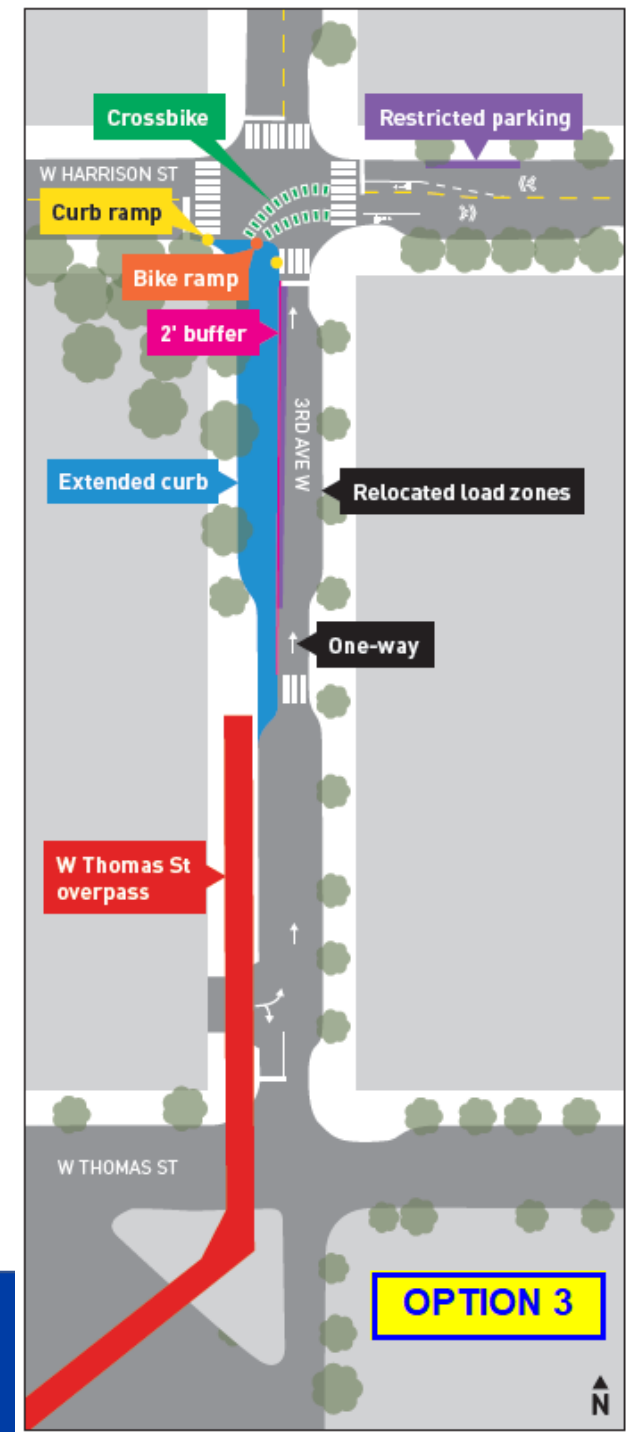 Crossbike
Restricted parking
W HARRISON ST
Curb ramp
Bike ramp
2' buffer
3RD AVE W
Extended curb
Relocated load zones
One-way
W Thomas St
overpass
W THOMAS ST
OPTION 3
N